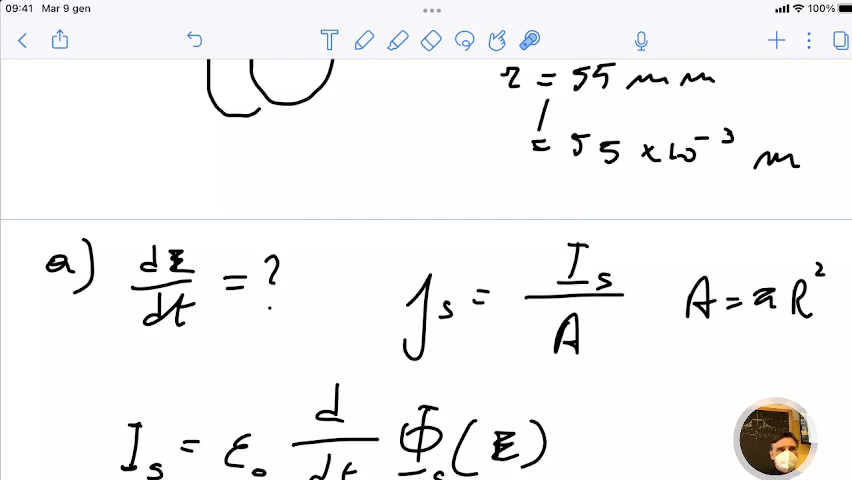 09:41 Mar 9 gen 100%
T
r = 55 mm
= 55 x 10⁻³ m
a) dE/dt = ? Js = Is/A A = πR²
Is = ε₀ d/dt Φs(E)